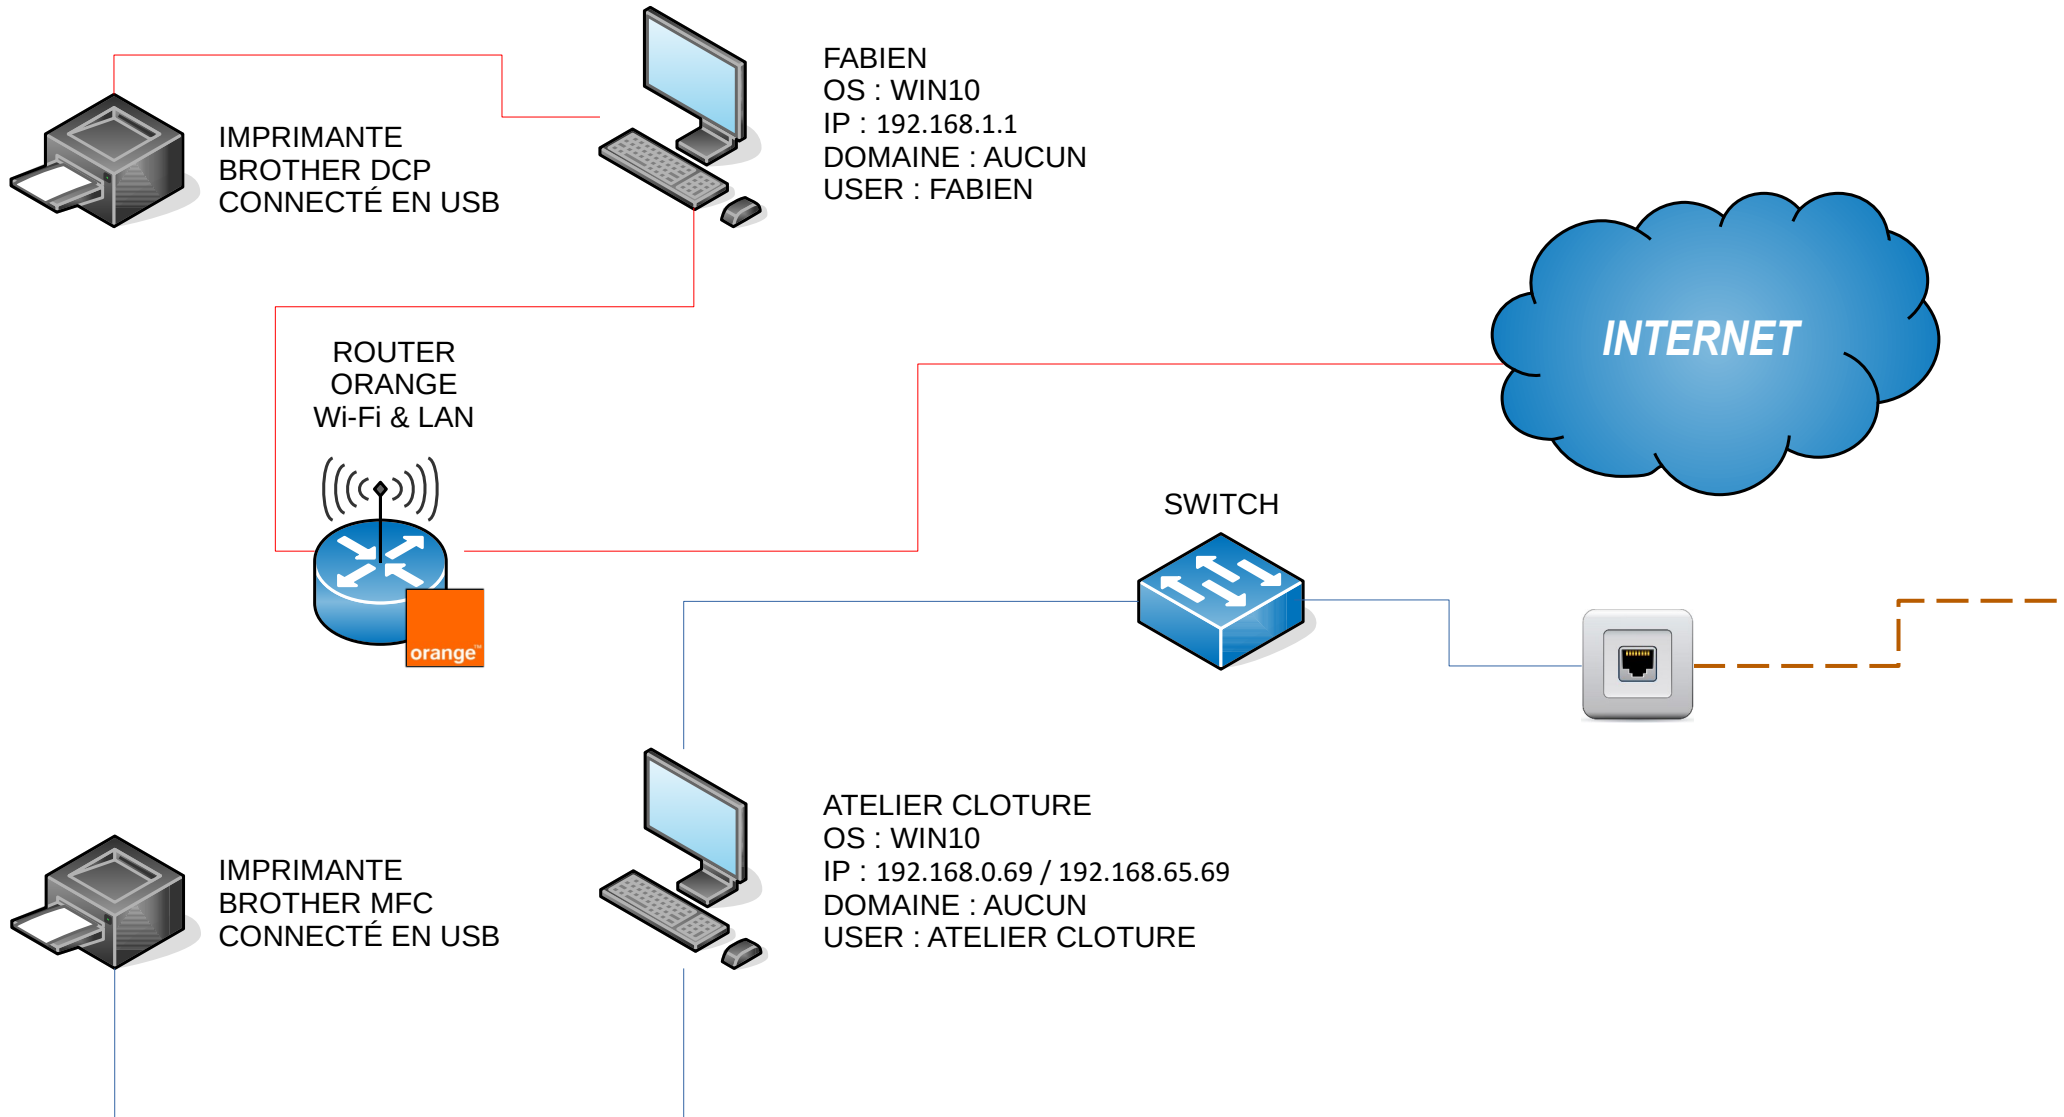 FABIEN
OS : WIN10
IP : 192.168.1.1
DOMAINE : AUCUN
USER : FABIEN
IMPRIMANTE
BROTHER DCP
CONNECTÉ EN USB
INTERNET
ROUTER
ORANGE
Wi-Fi & LAN
orange™
SWITCH
ATELIER CLOTURE
OS : WIN10
IP : 192.168.0.69 / 192.168.65.69
DOMAINE : AUCUN
USER : ATELIER CLOTURE
IMPRIMANTE
BROTHER MFC
CONNECTÉ EN USB